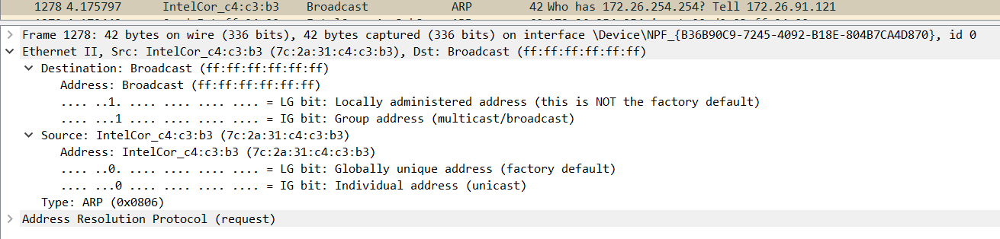 1278 4.175797 IntelCor_c4:c3:b3 Broadcast ARP 42 Who has 172.26.254.254? Tell 172.26.91.121
Frame 1278: 42 bytes on wire (336 bits), 42 bytes captured (336 bits) on interface \Device\NPF_{B36B90C9-7245-4092-B18E-804B7CA4D870}, id 0
Ethernet II, Src: IntelCor_c4:c3:b3 (7c:2a:31:c4:c3:b3), Dst: Broadcast (ff:ff:ff:ff:ff:ff)
Destination: Broadcast (ff:ff:ff:ff:ff:ff)
Address: Broadcast (ff:ff:ff:ff:ff:ff)
.... ..1. .... .... .... .... = LG bit: Locally administered address (this is NOT the factory default)
.... ...1 .... .... .... .... = IG bit: Group address (multicast/broadcast)
Source: IntelCor_c4:c3:b3 (7c:2a:31:c4:c3:b3)
Address: IntelCor_c4:c3:b3 (7c:2a:31:c4:c3:b3)
.... ..0. .... .... .... .... = LG bit: Globally unique address (factory default)
.... ...0 .... .... .... .... = IG bit: Individual address (unicast)
Type: ARP (0x0806)
Address Resolution Protocol (request)